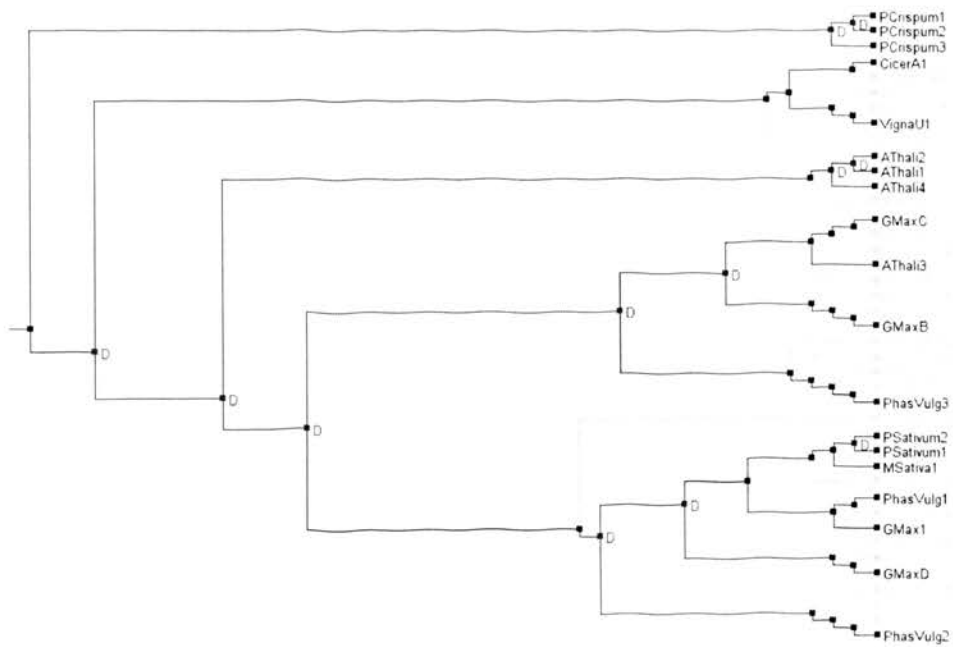 PCrispum1
D
D PCrispum2
PCrispum3
CicerA1
VignaU1
AThali2
D
D AThali1
AThali4
GMaxC
AThali3
D
D
GMaxB
D
D
PhasVulg3
D
PSativum2
D
PSativum1
MSativa1
PhasVulg1
D
GMax1
D
GMaxD
PhasVulg2